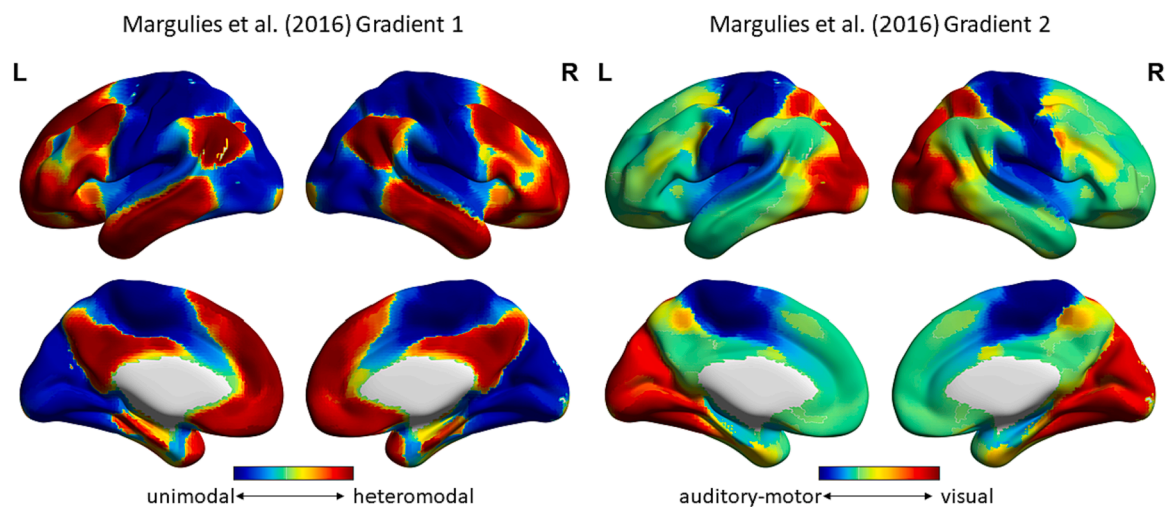 Margulies et al. (2016) Gradient 1
L
R
unimodal
heteromodal
Margulies et al. (2016) Gradient 2
L
R
auditory-motor
visual